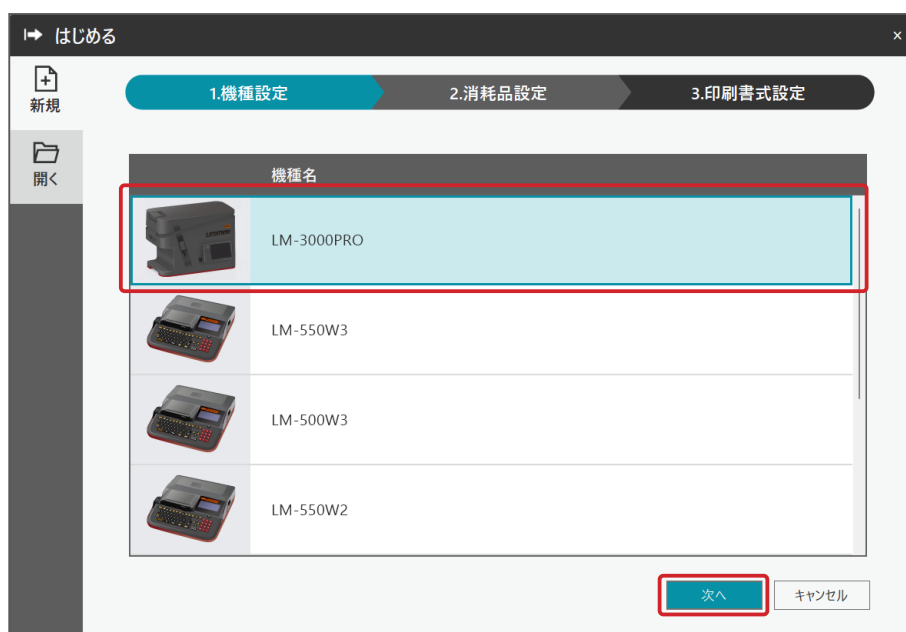 はじめる
新規
開く
1.機種設定 2.消耗品設定 3.印刷書式設定
機種名
LM-3000PRO
LM-550W3
LM-500W3
LM-550W2
次へ キャンセル